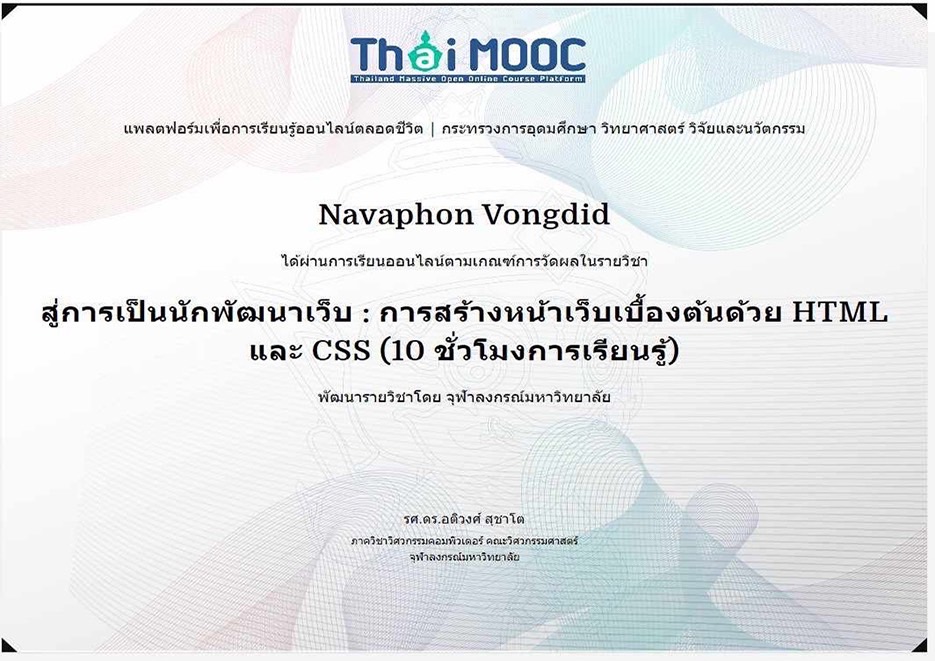 Thai MOOC
Thailand Massive Open Online Course Platform
แพลตฟอร์มเพื่อการเรียนรู้ออนไลน์ตลอดชีวิต | กระทรวงการอุดมศึกษา วิทยาศาสตร์ วิจัยและนวัตกรรม
Navaphon Vongdid
ได้ผ่านการเรียนออนไลน์ตามเกณฑ์การวัดผลในรายวิชา
สู่การเป็นนักพัฒนาเว็บ : การสร้างหน้าเว็บเบื้องต้นด้วย HTML
และ CSS (10 ชั่วโมงการเรียนรู้)
พัฒนารายวิชาโดย จุฬาลงกรณ์มหาวิทยาลัย
รศ.ดร.อติวงศ์ สุชาโต
ภาควิชาวิศวกรรมคอมพิวเตอร์ คณะวิศวกรรมศาสตร์
จุฬาลงกรณ์มหาวิทยาลัย